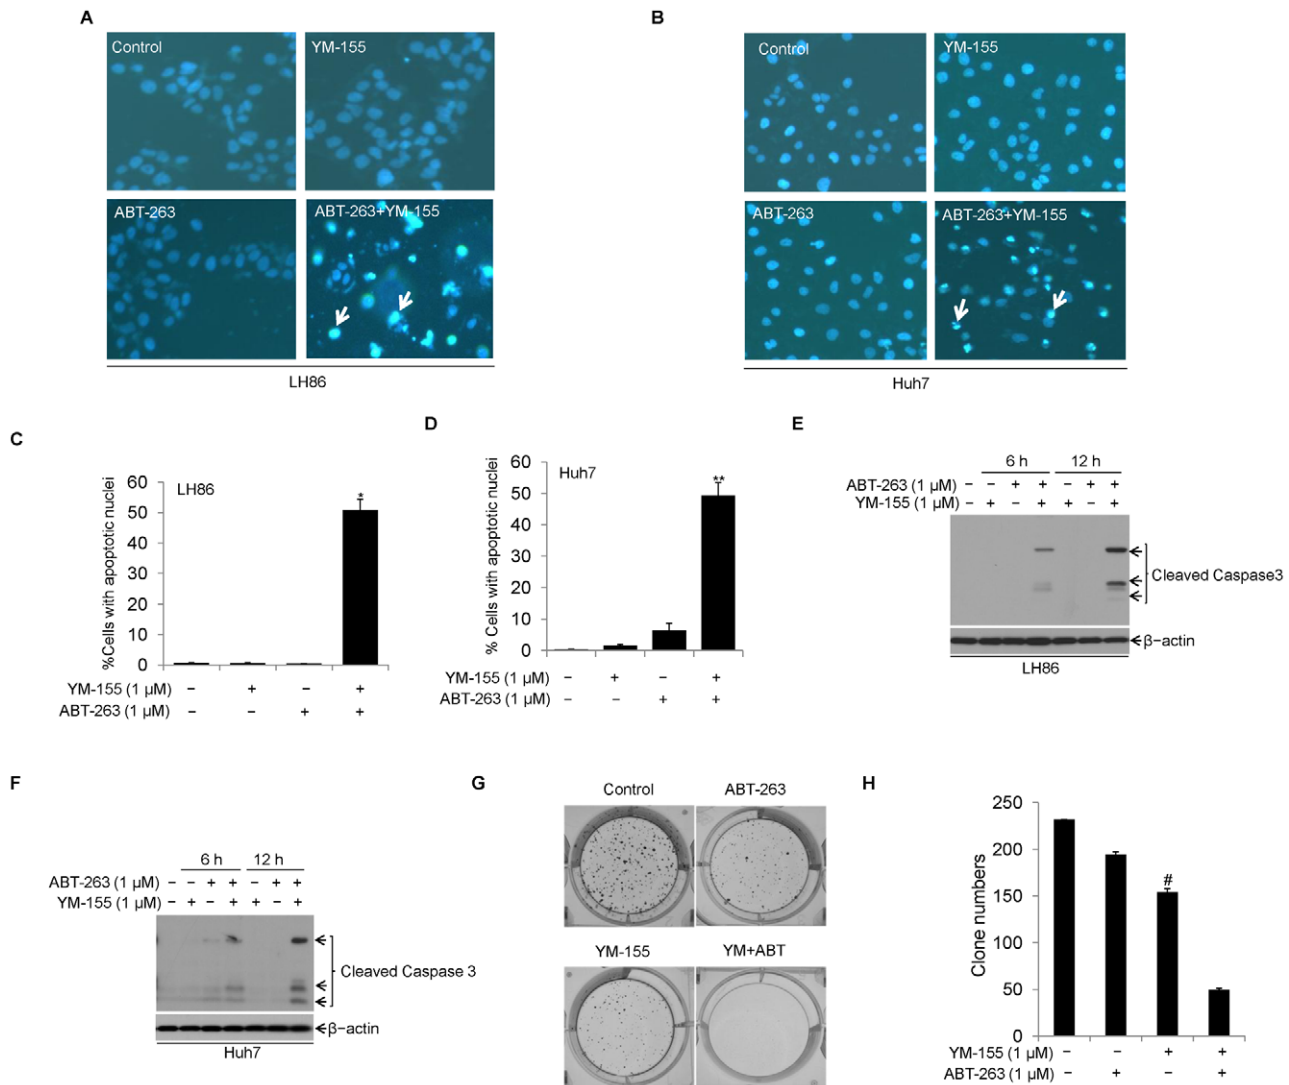 A
Control
YM-155
ABT-263
ABT-263+YM-155
LH86
B
Control
YM-155
ABT-263
ABT-263+YM-155
Huh7
C
%Cells with apoptotic nuclei
60
50
40
30
20
10
0
LH86
*
YM-155 (1 µM) – + – +
ABT-263 (1 µM) – – + +
D
% Cells with apoptotic nuclei
60
50
40
30
20
10
0
Huh7
**
YM-155 (1 µM) – + – +
ABT-263 (1 µM) – – + +
E
6 h 12 h
ABT-263 (1 µM) – – + + – + +
YM-155 (1 µM) – + – + + – +
Cleaved Caspase3
β–actin
LH86
F
6 h 12 h
ABT-263 (1 µM) – – + + – + +
YM-155 (1 µM) – + – + + – +
Cleaved Caspase 3
β–actin
Huh7
G
Control
ABT-263
YM-155
YM+ABT
H
Clone numbers
250
200
150
100
50
0
#
YM-155 (1 µM) – – + +
ABT-263 (1 µM) – + – +